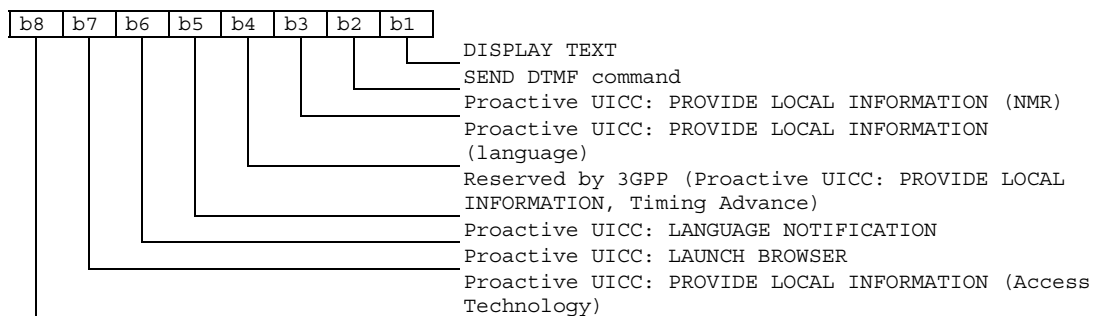 b8 b7 b6 b5 b4 b3 b2 b1
DISPLAY TEXT
SEND DTMF command
Proactive UICC: PROVIDE LOCAL INFORMATION (NMR)
Proactive UICC: PROVIDE LOCAL INFORMATION
(language)
Reserved by 3GPP (Proactive UICC: PROVIDE LOCAL
INFORMATION, Timing Advance)
Proactive UICC: LANGUAGE NOTIFICATION
Proactive UICC: LAUNCH BROWSER
Proactive UICC: PROVIDE LOCAL INFORMATION (Access
Technology)